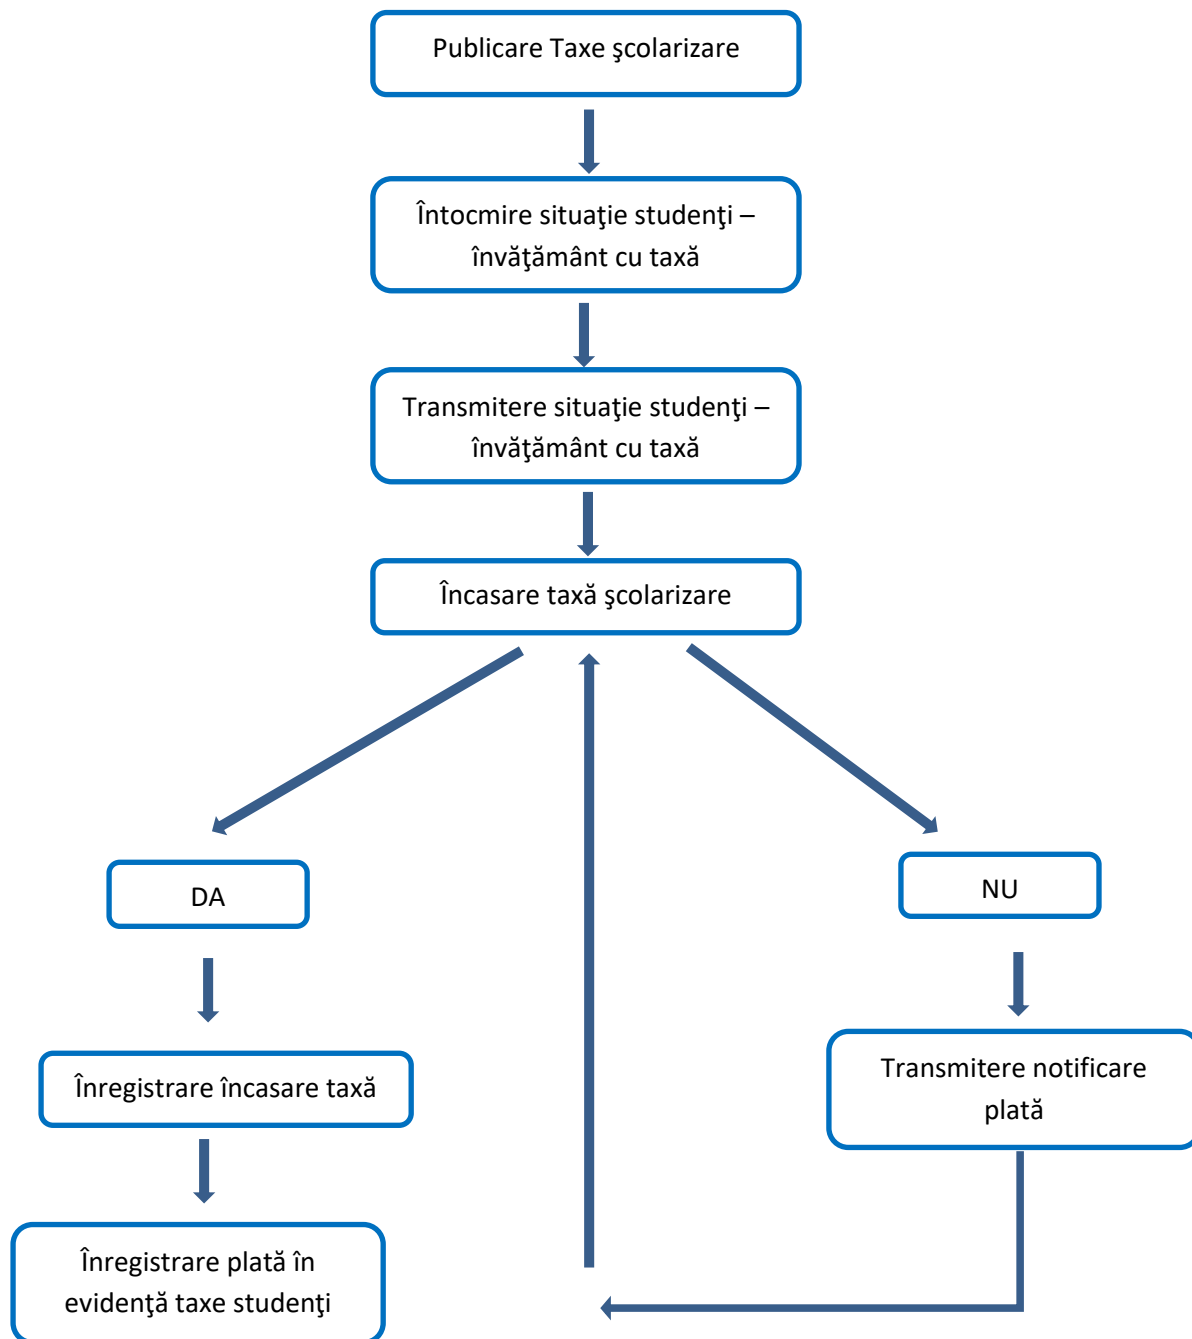 Publicare Taxe şcolarizare
Întocmire situaţie studenţi –
învăţământ cu taxă
Transmitere situaţie studenţi –
învăţământ cu taxă
Încasare taxă şcolarizare
DA
NU
Înregistrare încasare taxă
Transmitere notificare
plată
Înregistrare plată în
evidenţă taxe studenţi